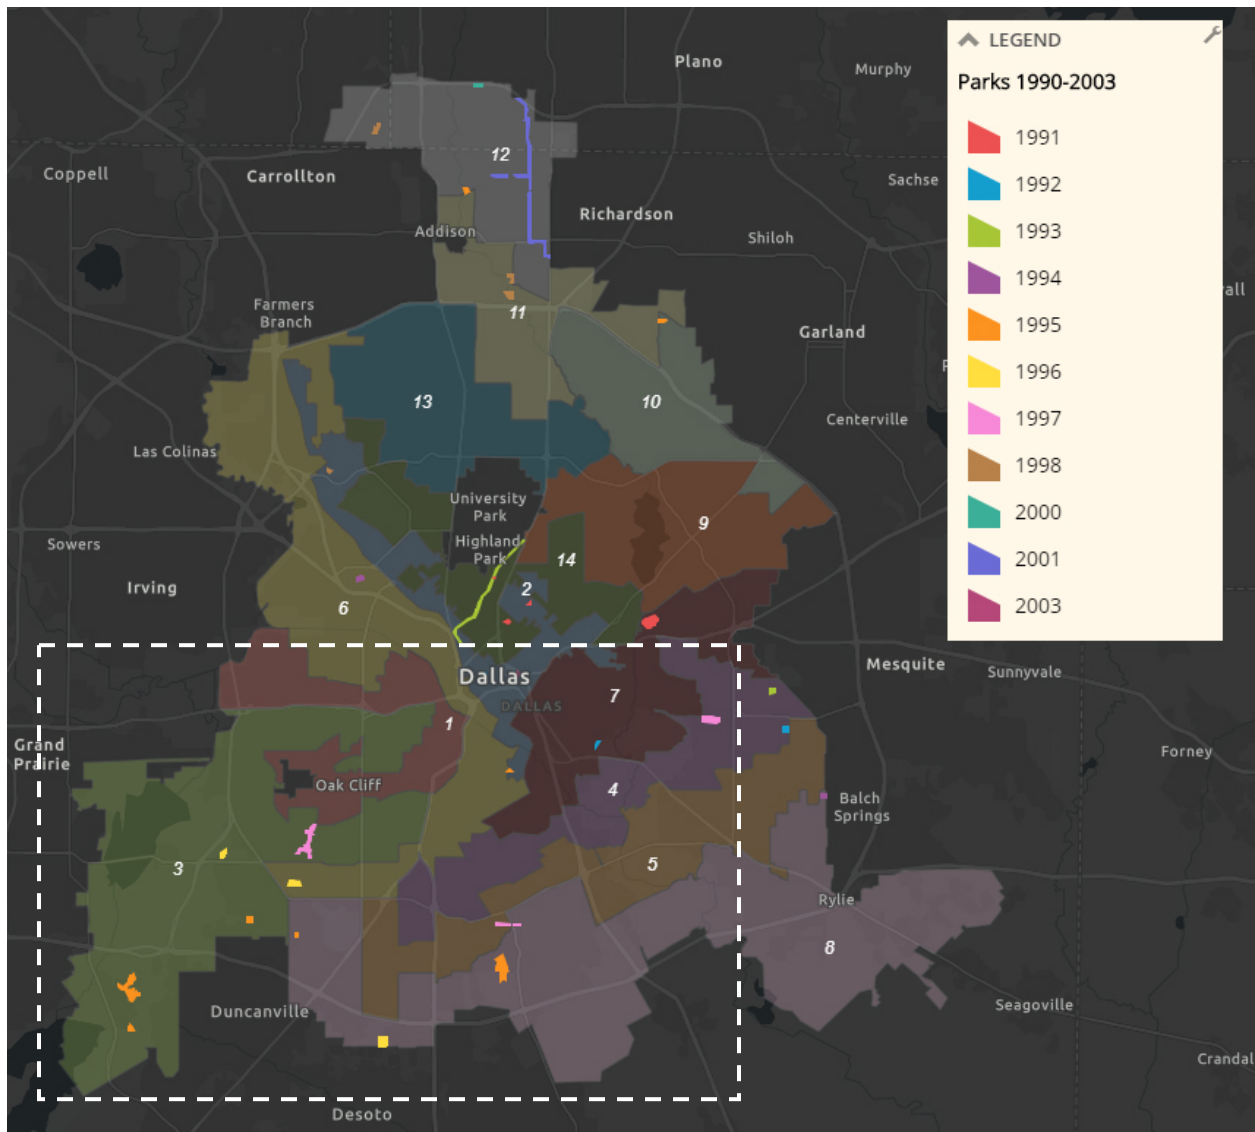 LEGEND
Parks 1990-2003
1991
1992
1993
1994
1995
1996
1997
1998
2000
2001
2003
Plano
Murphy
12
Coppell
Carrollton
Sachse
Richardson
Addison
Shiloh
all
Farmers
Branch
11
Garland
13
10
Centerville
Las Colinas
University
Park
9
Highland
Park
Sowers
14
Irving
2
6
Mesquite
Sunnyvale
Dallas
7
DALLAS
1
Grand
Prairie
Forney
Oak Cliff
4
Balch
Springs
3
5
Rylie
8
Duncanville
Seagoville
Crandal
Desoto